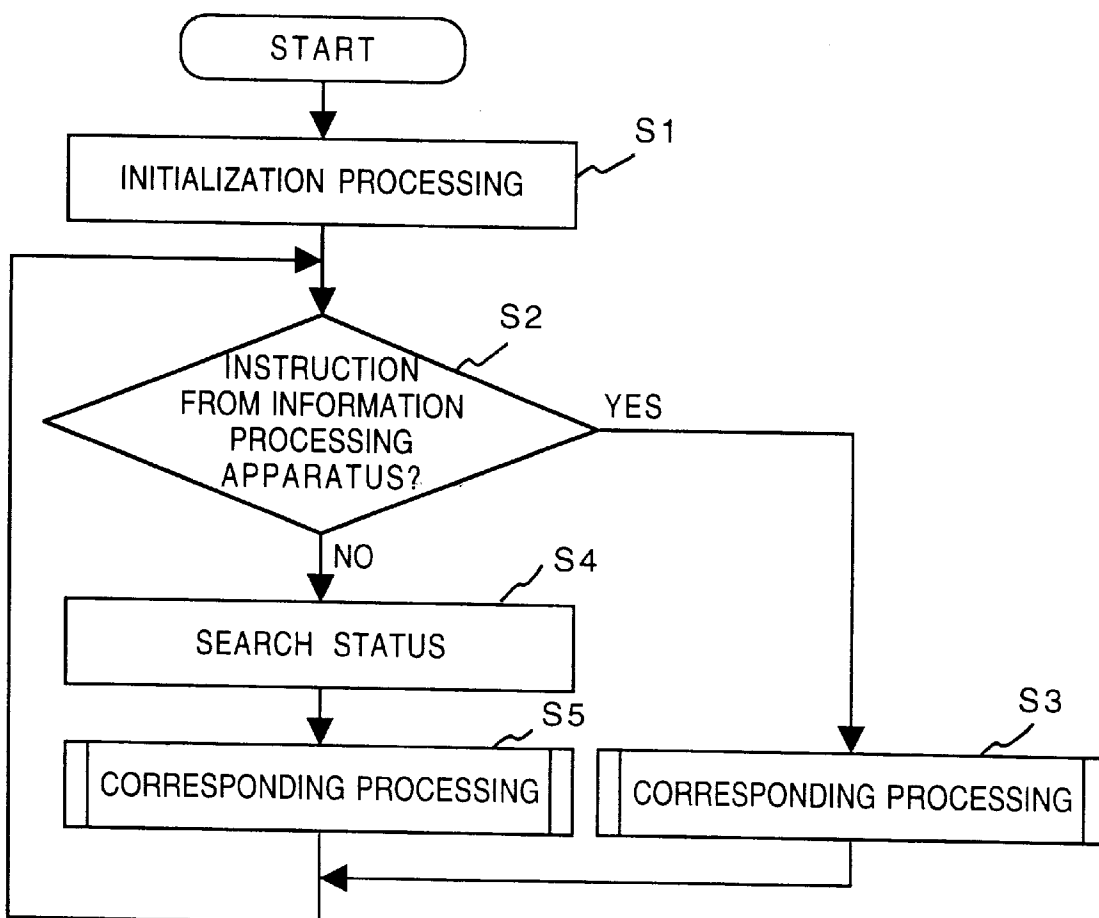 START
S1
INITIALIZATION PROCESSING
S2
INSTRUCTION
FROM INFORMATION
PROCESSING
APPARATUS?
YES
NO
S4
SEARCH STATUS
S5
CORRESPONDING PROCESSING
S3
CORRESPONDING PROCESSING